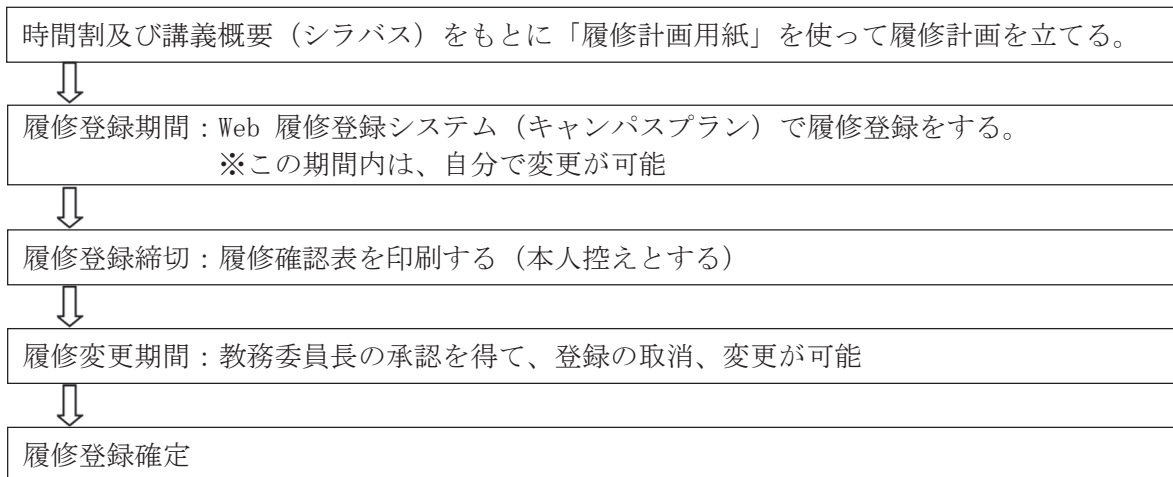 時間割及び講義概要（シラバス）をもとに「履修計画用紙」を使って履修計画を立てる。
履修登録期間：Web 履修登録システム（キャンパスプラン）で履修登録をする。
※この期間内は、自分で変更が可能
履修登録締切：履修確認表を印刷する（本人控えとする）
履修変更期間：教務委員長の承認を得て、登録の取消、変更が可能
履修登録確定